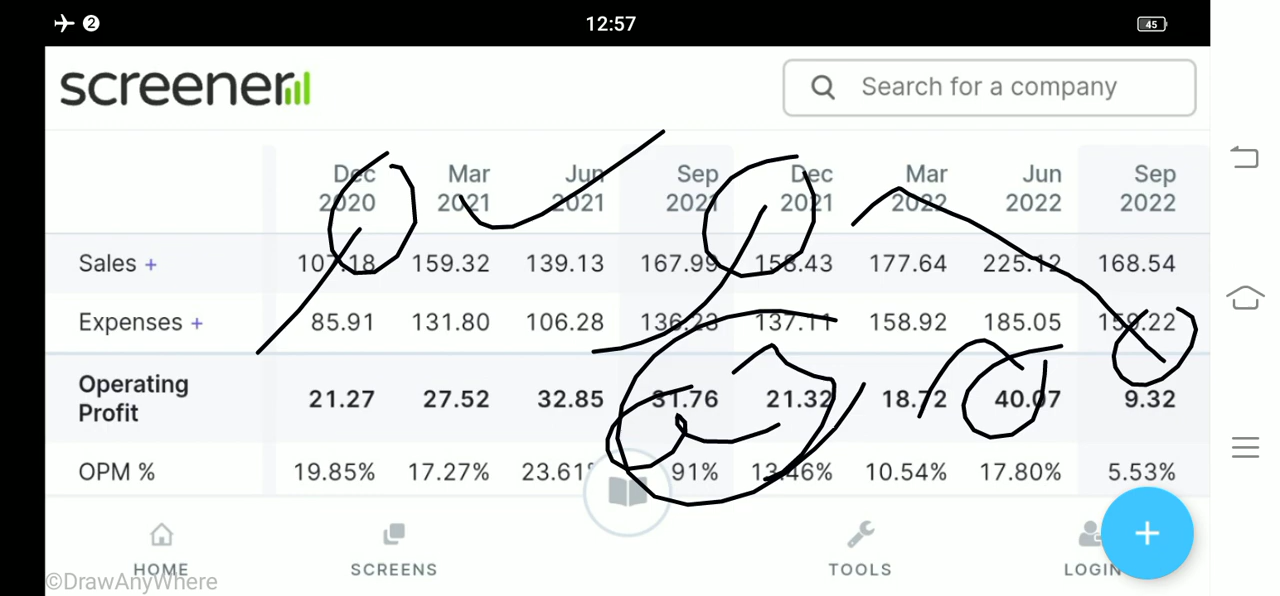 2 12:57 45
screener Search for a company
Dec Mar Jun Sep Dec Mar Jun Sep
2020 2021 2021 2021 2021 2022 2022 2022
Sales + 107.18 159.32 139.13 167.99 158.43 177.64 225.12 168.54
Expenses + 85.91 131.80 106.28 136.23 137.11 158.92 185.05 159.22
Operating
Profit 21.27 27.52 32.85 31.76 21.32 18.72 40.07 9.32
OPM % 19.85% 17.27% 23.61 91% 13.46% 10.54% 17.80% 5.53%
HOME SCREENS TOOLS LOGIN
©DrawAnyWhere